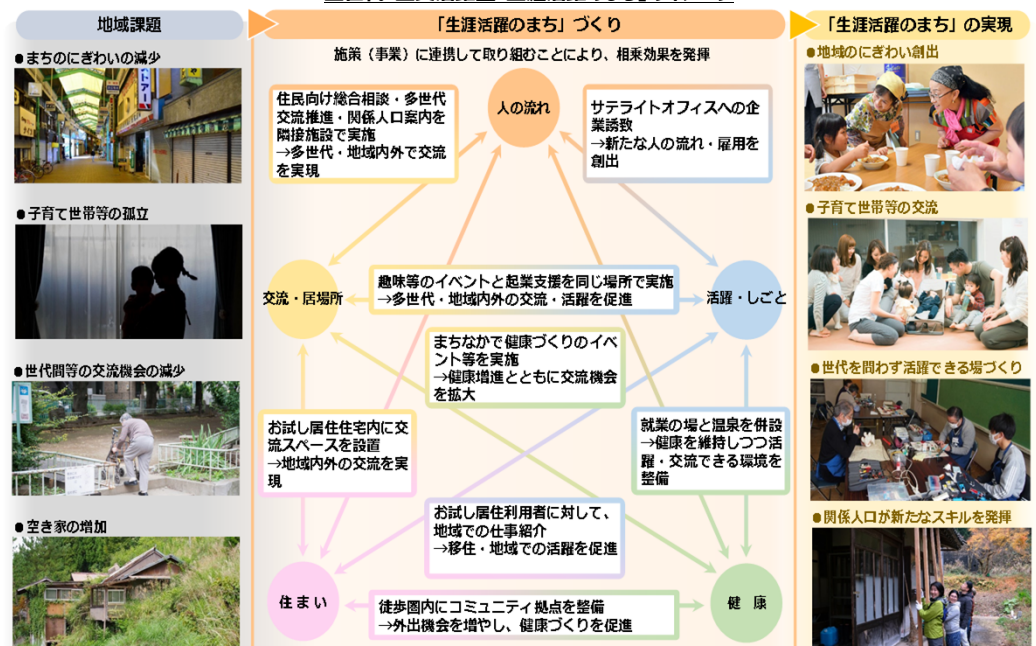 地域課題
「生涯活躍のまち」づくり
「生涯活躍のまち」の実現
●まちのにぎわいの減少
●子育て世帯等の孤立
●世代間等の交流機会の減少
●空き家の増加
施策(事業)に連携して取り組むことにより、相乗効果を発揮
人の流れ
住民向け総合相談・多世代
交流推進・関係人口案内を
隣接施設で実施
→多世代・地域内外で交流
を実現
サテライトオフィスへの企
業誘致
→新たな人の流れ・雇用を
創出
交流・居場所
趣味等のイベントと起業支援を同じ場所で実施
→多世代・地域内外の交流・活躍を促進
活躍・しごと
まちなかで健康づくりのイベ
ント等を実施
→健康増進とともに交流機会
を拡大
お試し居住住宅内に交
流スペースを設置
→地域内外の交流を実
現
就業の場と温泉を併設
→健康を維持しつつ活
躍・交流できる環境を
整備
お試し居住利用者に対して、
地域での仕事紹介
→移住・地域での活躍を促進
住まい
徒歩圏内にコミュニティ拠点を整備
→外出機会を増やし、健康づくりを促進
健 康
●地域のにぎわい創出
●子育て世帯等の交流
●世代を問わず活躍できる場づくり
●関係人口が新たなスキルを発揮